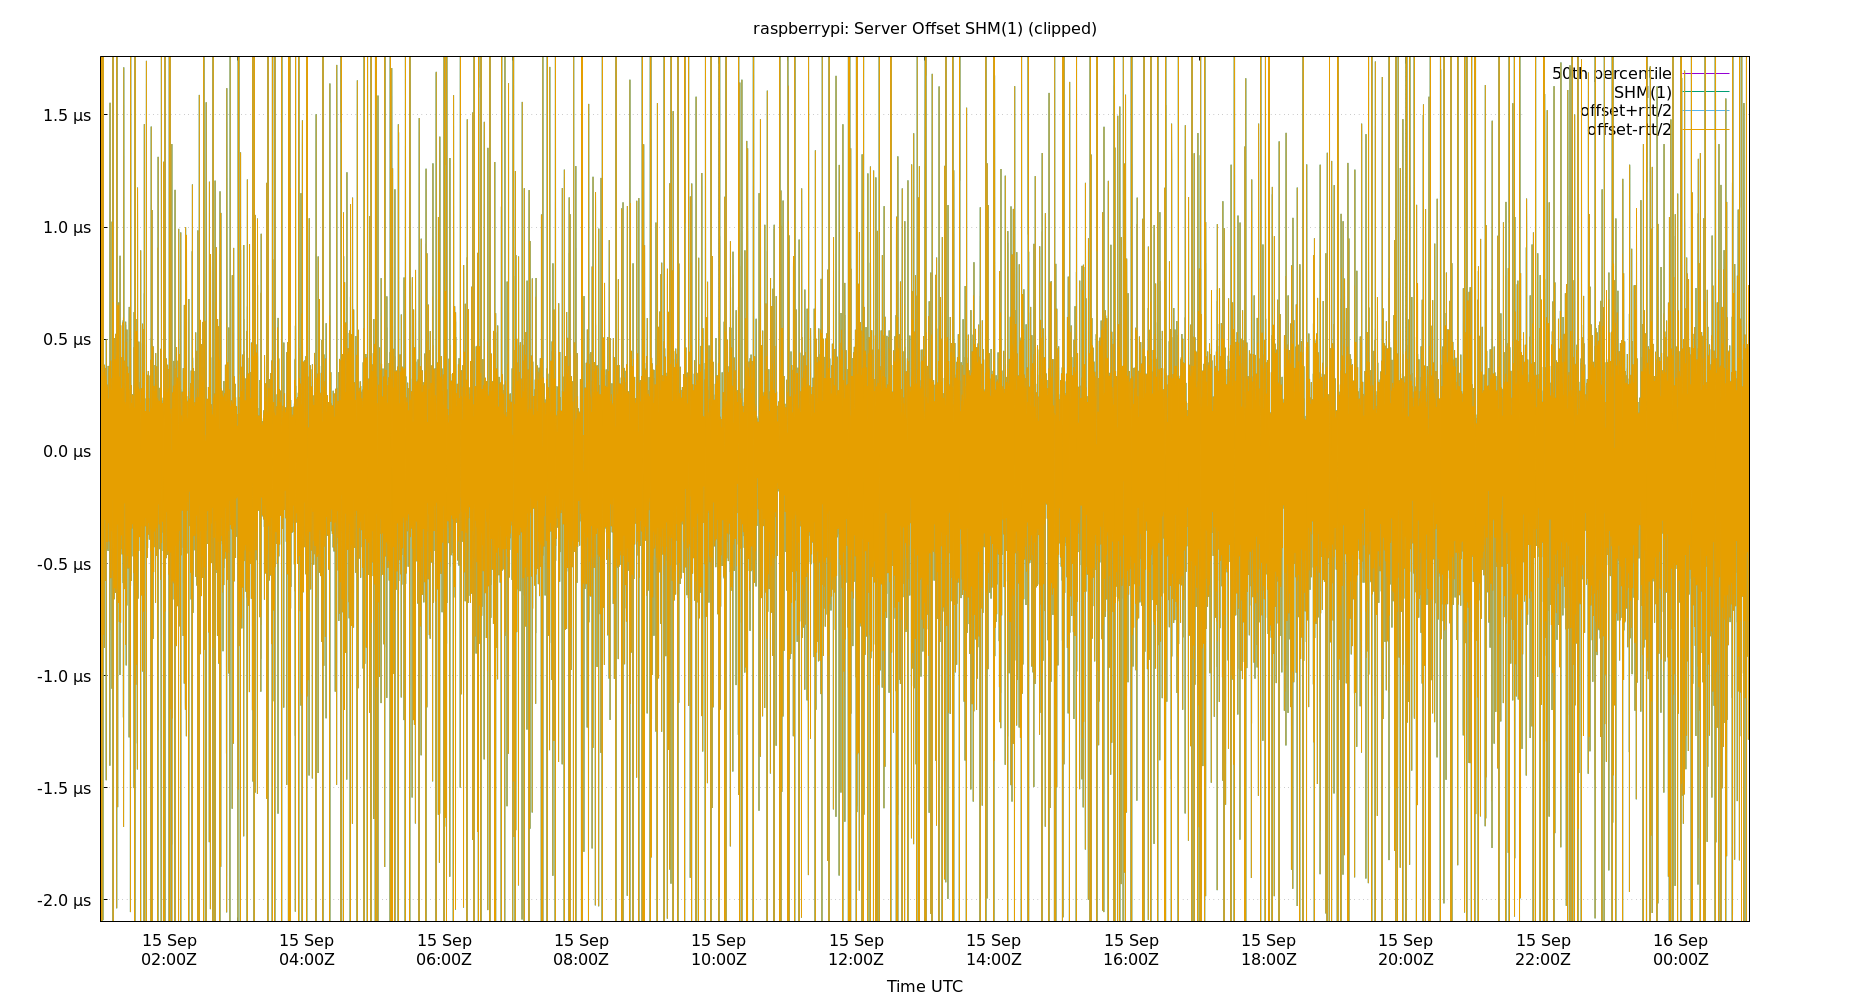 raspberrypi: Server Offset SHM(1) (clipped)
50th percentile
SHM(1)
offset+rtt/2
offset-rtt/2
1.5 µs
1.0 µs
0.5 µs
0.0 µs
-0.5 µs
-1.0 µs
-1.5 µs
-2.0 µs
15 Sep 15 Sep 15 Sep 15 Sep 15 Sep 15 Sep 15 Sep 15 Sep 15 Sep 15 Sep 15 Sep 16 Sep
02:00Z 04:00Z 06:00Z 08:00Z 10:00Z 12:00Z 14:00Z 16:00Z 18:00Z 20:00Z 22:00Z 00:00Z
Time UTC